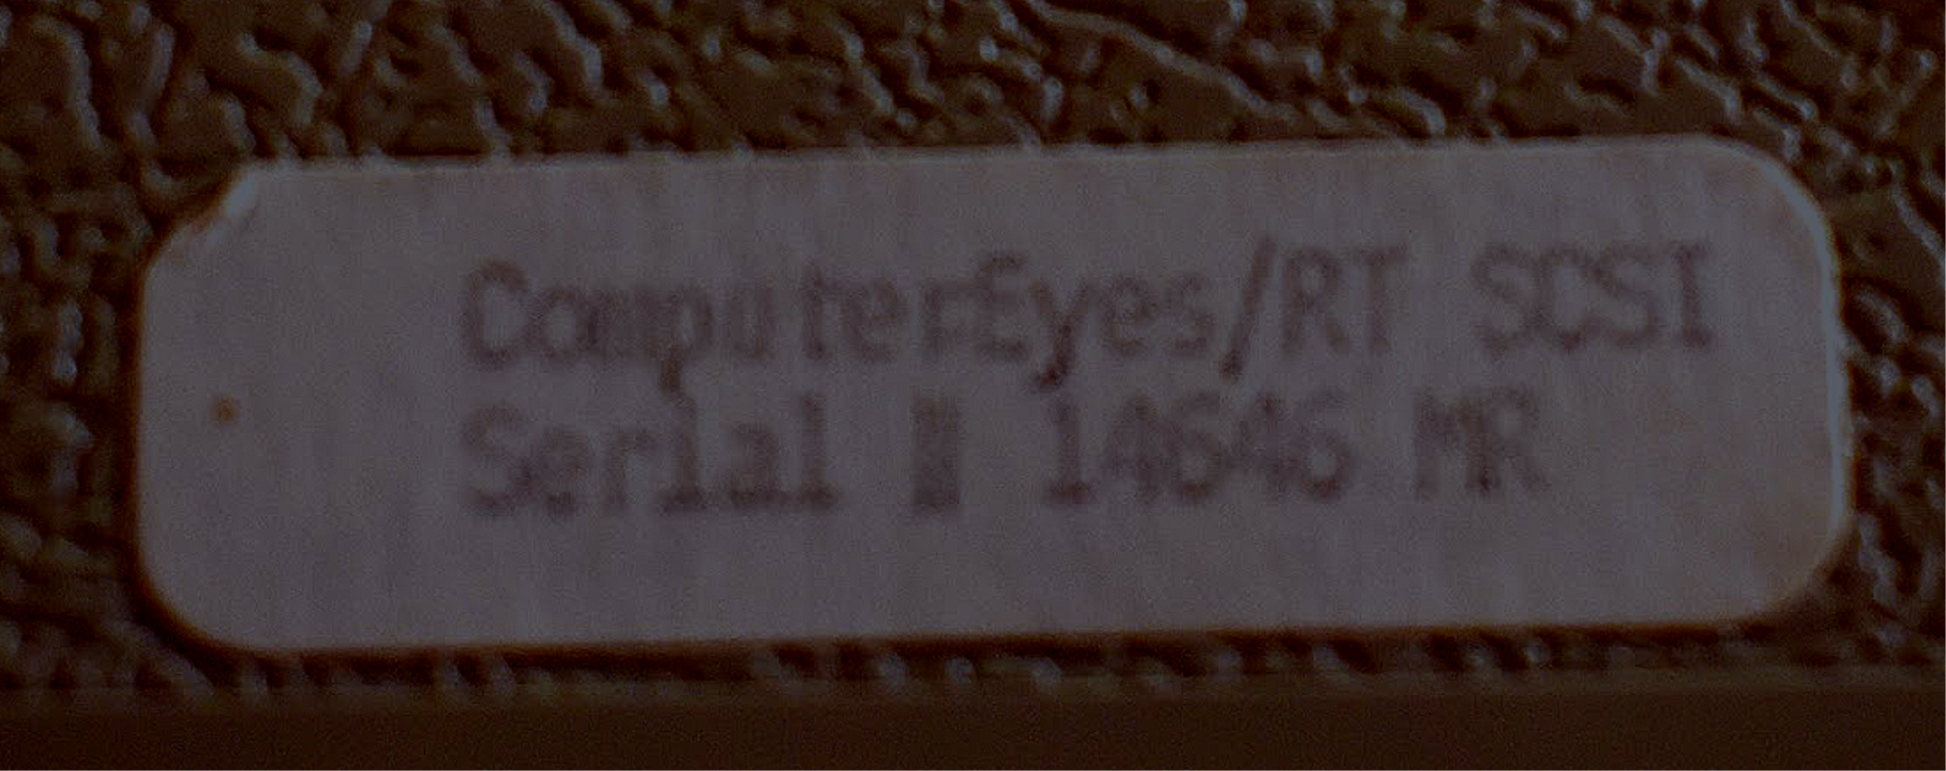 ComputerEyes/RT SCSI
Serial # 14646 MR